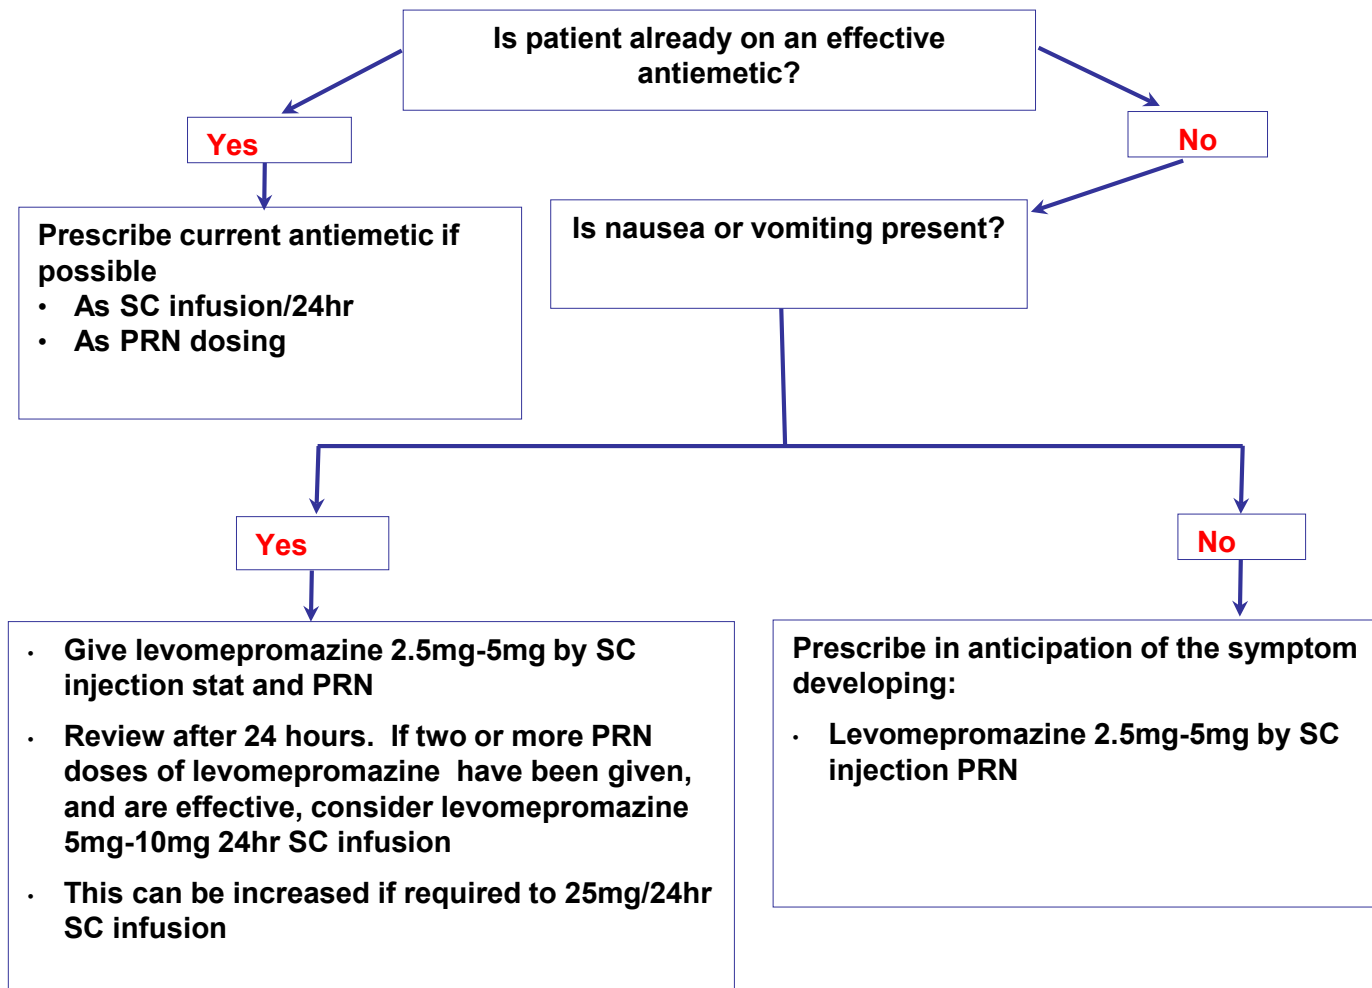 Is patient already on an effective
antiemetic?
Yes
No
Prescribe current antiemetic if
possible
• As SC infusion/24hr
• As PRN dosing
Is nausea or vomiting present?
Yes
No
• Give levomepromazine 2.5mg-5mg by SC
injection stat and PRN
• Review after 24 hours. If two or more PRN
doses of levomepromazine have been given,
and are effective, consider levomepromazine
5mg-10mg 24hr SC infusion
• This can be increased if required to 25mg/24hr
SC infusion
Prescribe in anticipation of the symptom
developing:
• Levomepromazine 2.5mg-5mg by SC
injection PRN